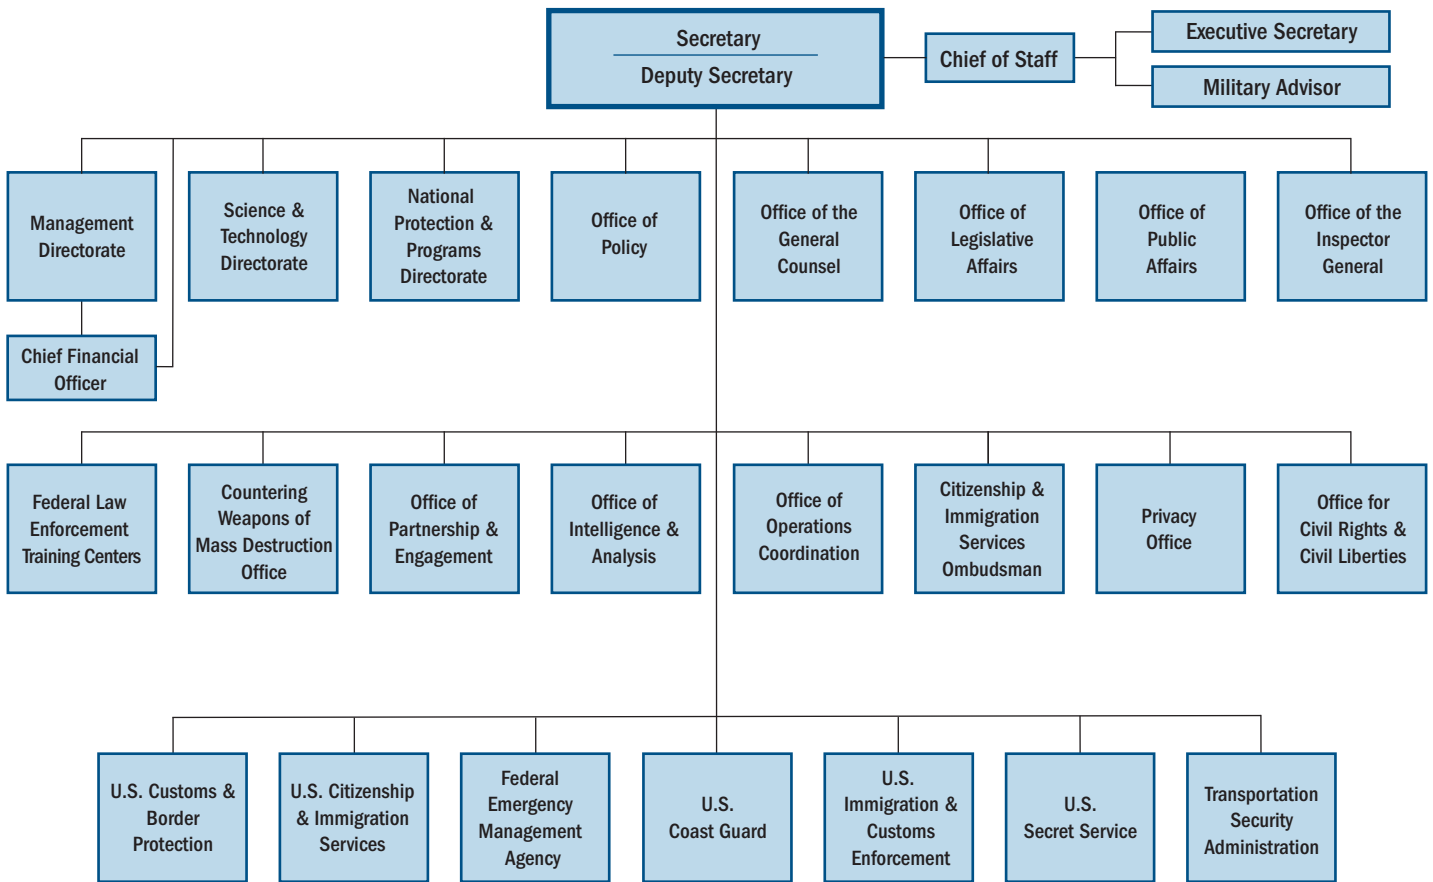 Secretary
Deputy Secretary
Chief of Staff
Executive Secretary
Military Advisor
Management
Directorate
Science &
Technology
Directorate
National
Protection &
Programs
Directorate
Office of
Policy
Office of the
General
Counsel
Office of
Legislative
Affairs
Office of
Public
Affairs
Office of the
Inspector
General
Chief Financial
Officer
Federal Law
Enforcement
Training Centers
Countering
Weapons of
Mass Destruction
Office
Office of
Partnership &
Engagement
Office of
Intelligence &
Analysis
Office of
Operations
Coordination
Citizenship &
Immigration
Services
Ombudsman
Privacy
Office
Office for
Civil Rights &
Civil Liberties
U.S. Customs &
Border
Protection
U.S. Citizenship
& Immigration
Services
Federal
Emergency
Management
Agency
U.S.
Coast Guard
U.S.
Immigration &
Customs
Enforcement
U.S.
Secret Service
Transportation
Security
Administration